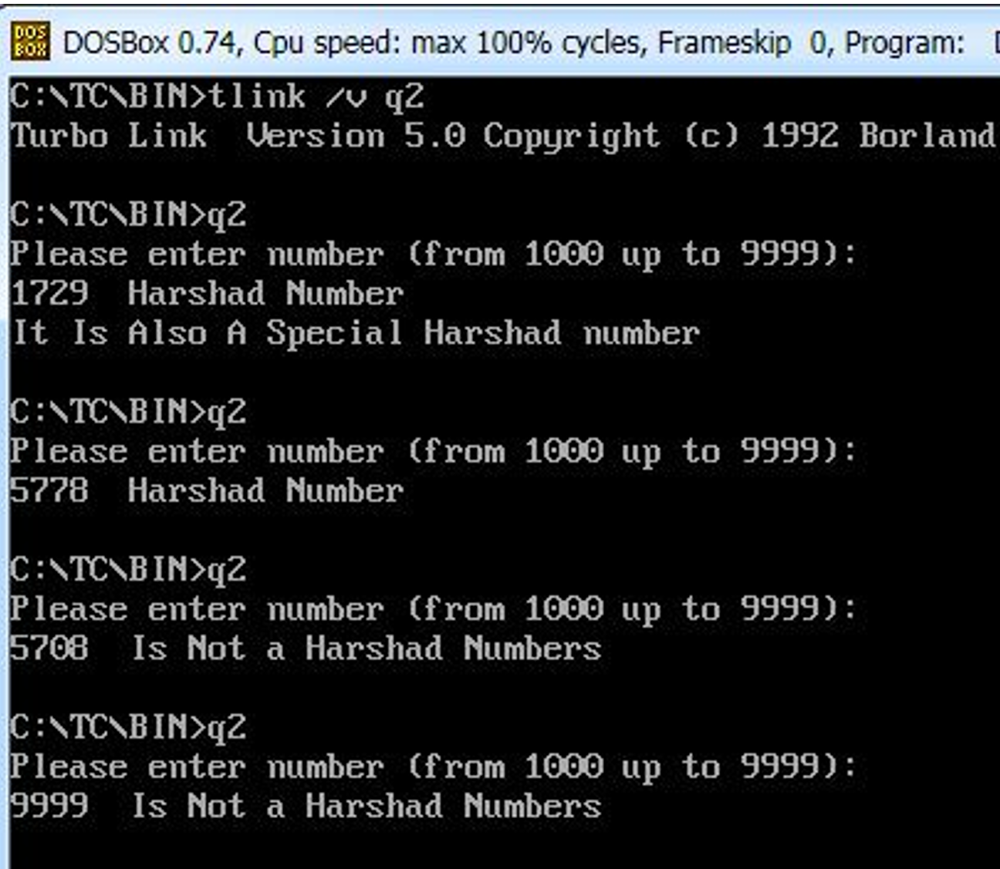 DOS
BOX
DOSBox 0.74, Cpu speed: max 100% cycles, Frameskip 0, Program:
C:\TC\BIN>tlink /v q2
Turbo Link  Version 5.0 Copyright (c) 1992 Borland
C:\TC\BIN>q2
Please enter number (from 1000 up to 9999):
1729  Harshad Number
It Is Also A Special Harshad number
C:\TC\BIN>q2
Please enter number (from 1000 up to 9999):
5778  Harshad Number
C:\TC\BIN>q2
Please enter number (from 1000 up to 9999):
5708  Is Not a Harshad Numbers
C:\TC\BIN>q2
Please enter number (from 1000 up to 9999):
9999  Is Not a Harshad Numbers